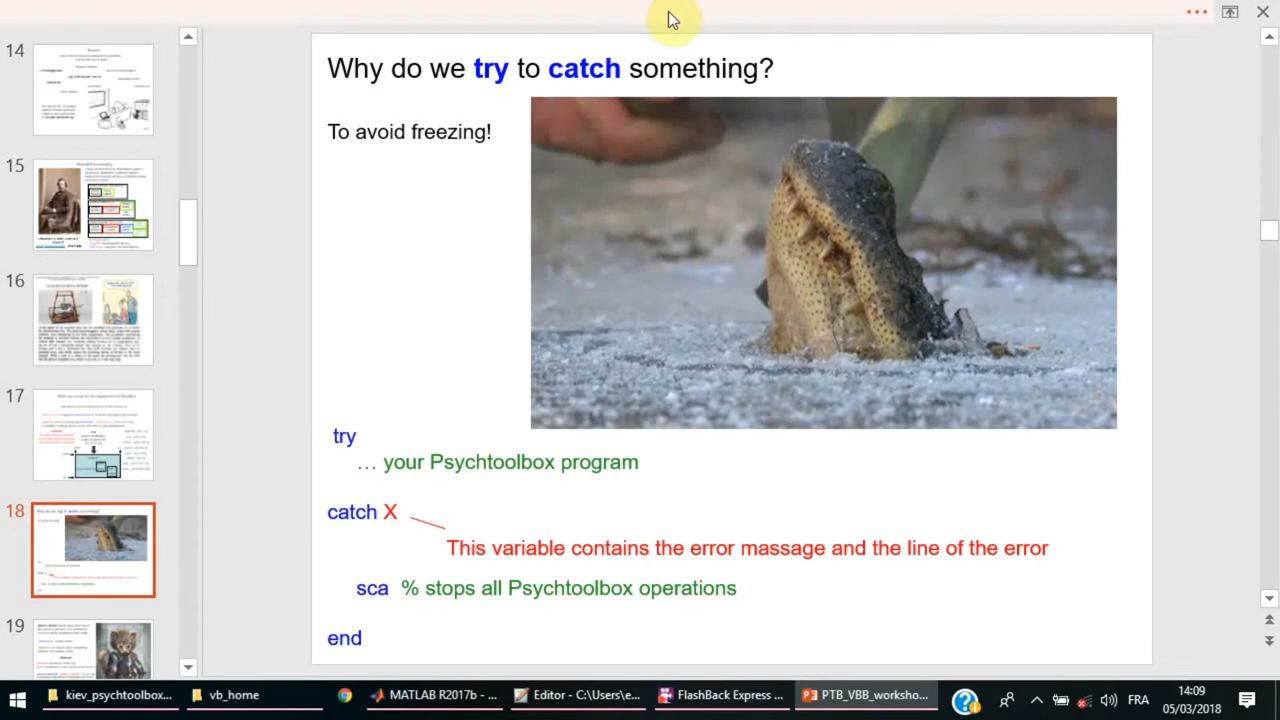 Why do we try to catch something?
To avoid freezing!
try
… your Psychtoolbox program
catch X
This variable contains the error massage and the line of the error
sca % stops all Psychtoolbox operations
end
14
15
16
17
18
19
kiev_psychtoolbox...
vb_home
MATLAB R2017b - ...
Editor - C:\Users\e...
FlashBack Express ...
PTB_VBB_worksho...
FRA
14:09
05/03/2018